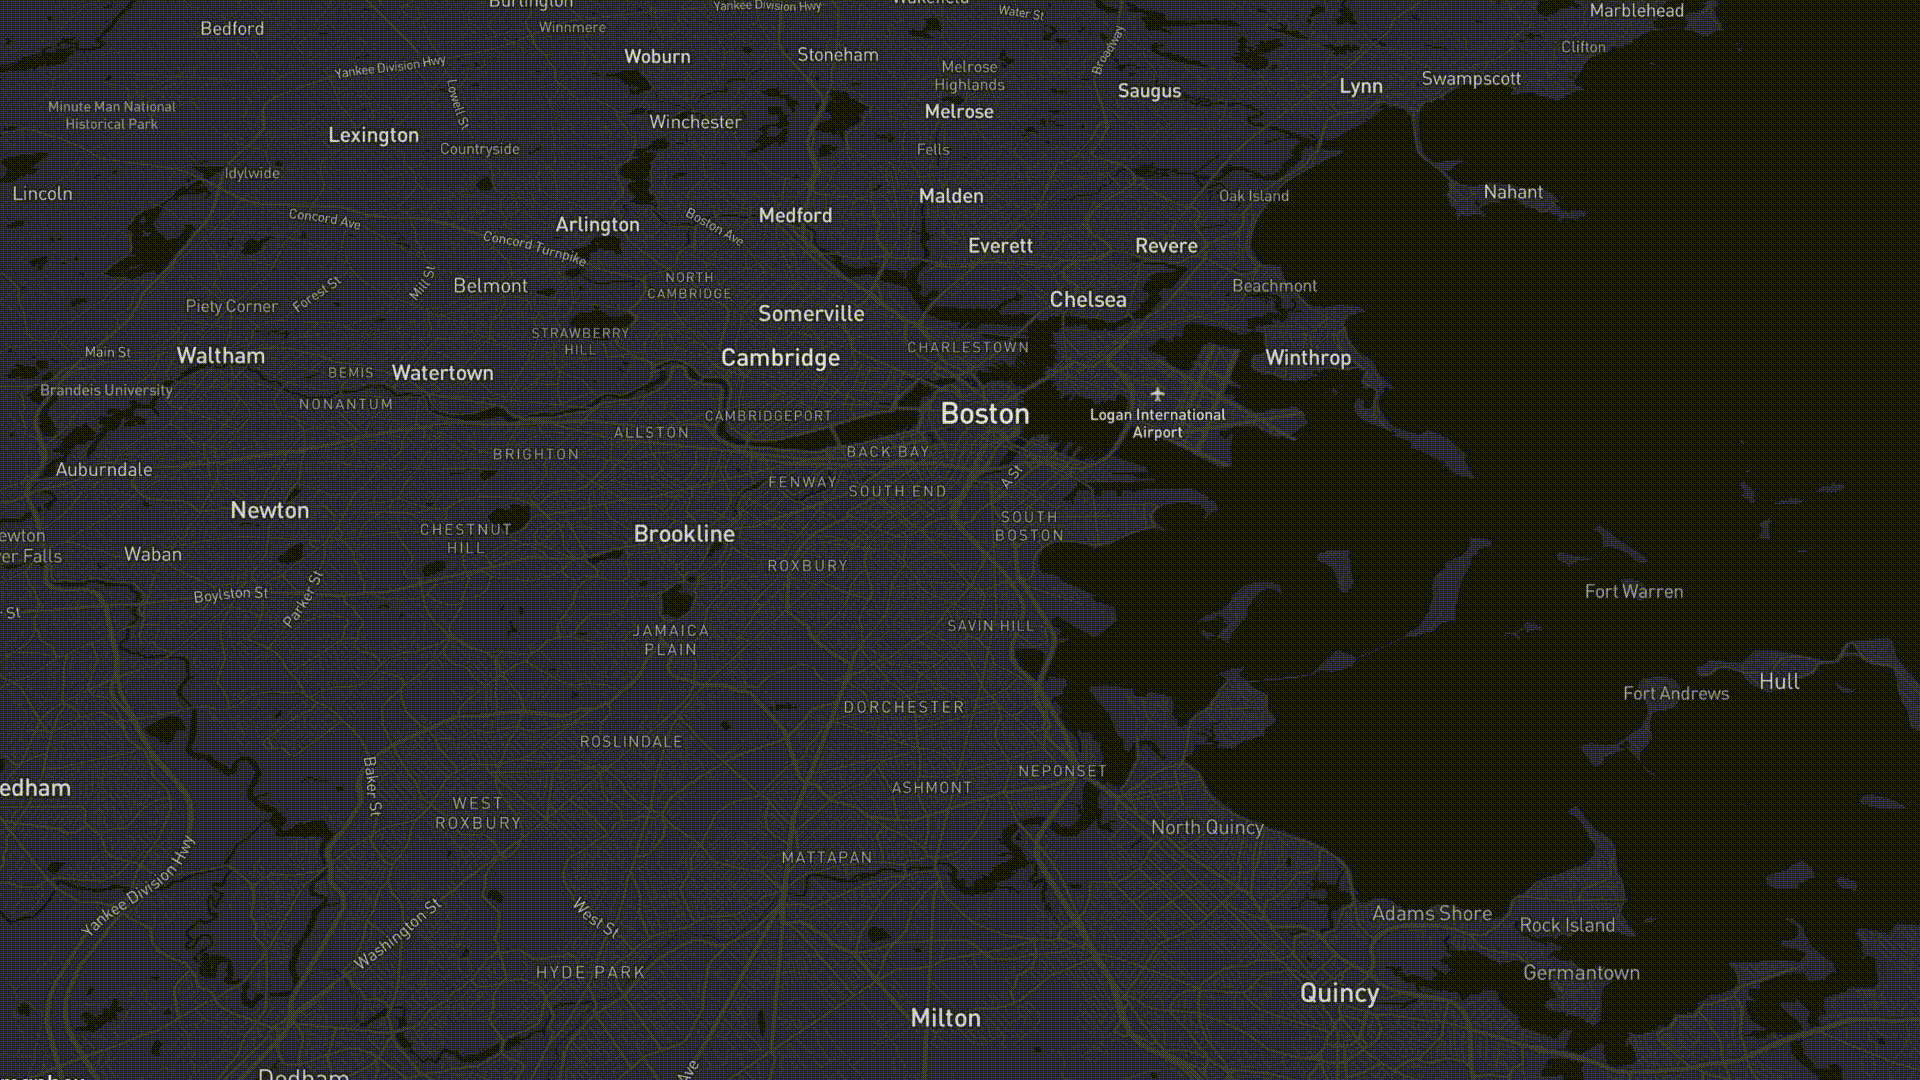 Burlington
Yankee Division Hwy
Wakefield
Water St
Marblehead
Bedford
Winnmere
Woburn
Stoneham
Broadway
Clifton
Yankee Division Hwy
Melrose
Highlands
Saugus
Lynn
Swampscott
Minute Man National
Historical Park
Lowell St
Melrose
Lexington
Winchester
Countryside
Fells
Idylwide
Lincoln
Malden
Oak Island
Nahant
Concord Ave
Arlington
Boston Ave
Medford
Concord Turnpike
Everett
Revere
Mill St
Belmont
NORTH
CAMBRIDGE
Beachmont
Piety Corner
Forest St
Somerville
Chelsea
STRAWBERRY
HILL
CHARLESTOWN
Main St
Waltham
Cambridge
Winthrop
BEMIS
Watertown
Brandeis University
NONANTUM
CAMBRIDGEPORT
Boston
Logan International
Airport
ALLSTON
BRIGHTON
BACK BAY
Auburndale
FENWAY
SOUTH END
A St
Newton
CHESTNUT
HILL
Brookline
SOUTH
BOSTON
ewton
er Falls
Waban
ROXBURY
Boylston St
Parker St
Fort Warren
St
JAMAICA
PLAIN
SAVIN HILL
Hull
Fort Andrews
DORCHESTER
ROSLINDALE
NEPONSET
edham
Baker St
ASHMONT
WEST
ROXBURY
North Quincy
MATTAPAN
Yankee Division Hwy
Washington St
West St
Adams Shore
Rock Island
HYDE PARK
Germantown
Quincy
Milton
Ave
Dedham